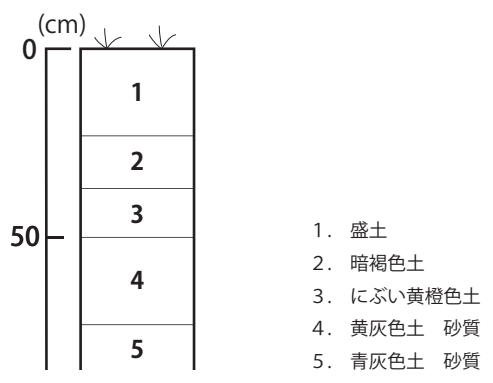 (cm)
0
1
2
3
50
4
5
1. 盛土
2. 暗褐色土
3. にぶい黄橙色土
4. 黄灰色土　砂質
5. 青灰色土　砂質